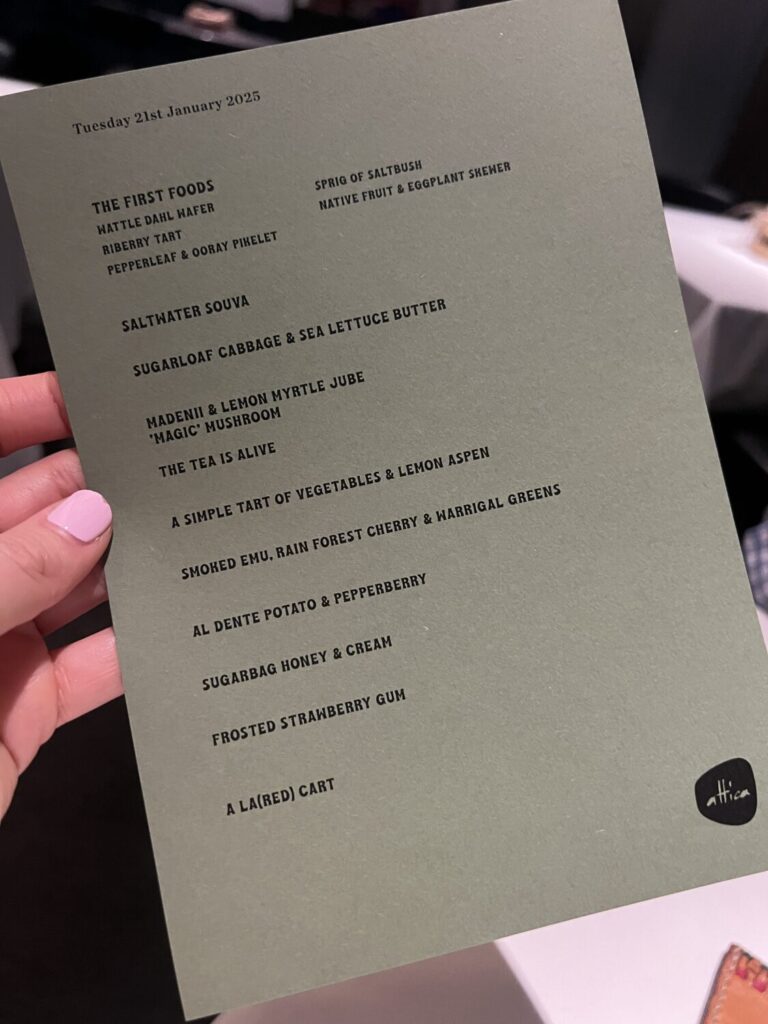 Tuesday 21st January 2025
THE FIRST FOODS
WATTLE DAHL WAFER
RIBERRY TART
PEPPERLEAF & OORAY PIKELET
SPRIG OF SALTBUSH
NATIVE FRUIT & EGGPLANT SKEWER
SALTWATER SOUVA
SUGARLOAF CABBAGE & SEA LETTUCE BUTTER
MADENII & LEMON MYRTLE JUBE
'MAGIC' MUSHROOM
THE TEA IS ALIVE
A SIMPLE TART OF VEGETABLES & LEMON ASPEN
SMOKED EMU, RAIN FOREST CHERRY & WARRIGAL GREENS
AL DENTE POTATO & PEPPERBERRY
SUGARBAG HONEY & CREAM
FROSTED STRAWBERRY GUM
A LA(RED) CART
attica